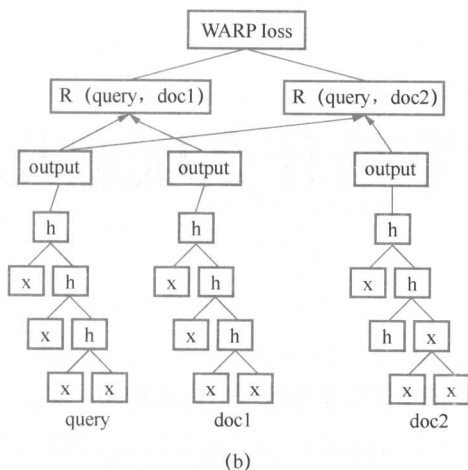 WARP loss
R (query, doc1) R (query, doc2)
output output output
h h h
x h x h x h
x h x h h x
x x x x x x
query doc1 doc2
(b)